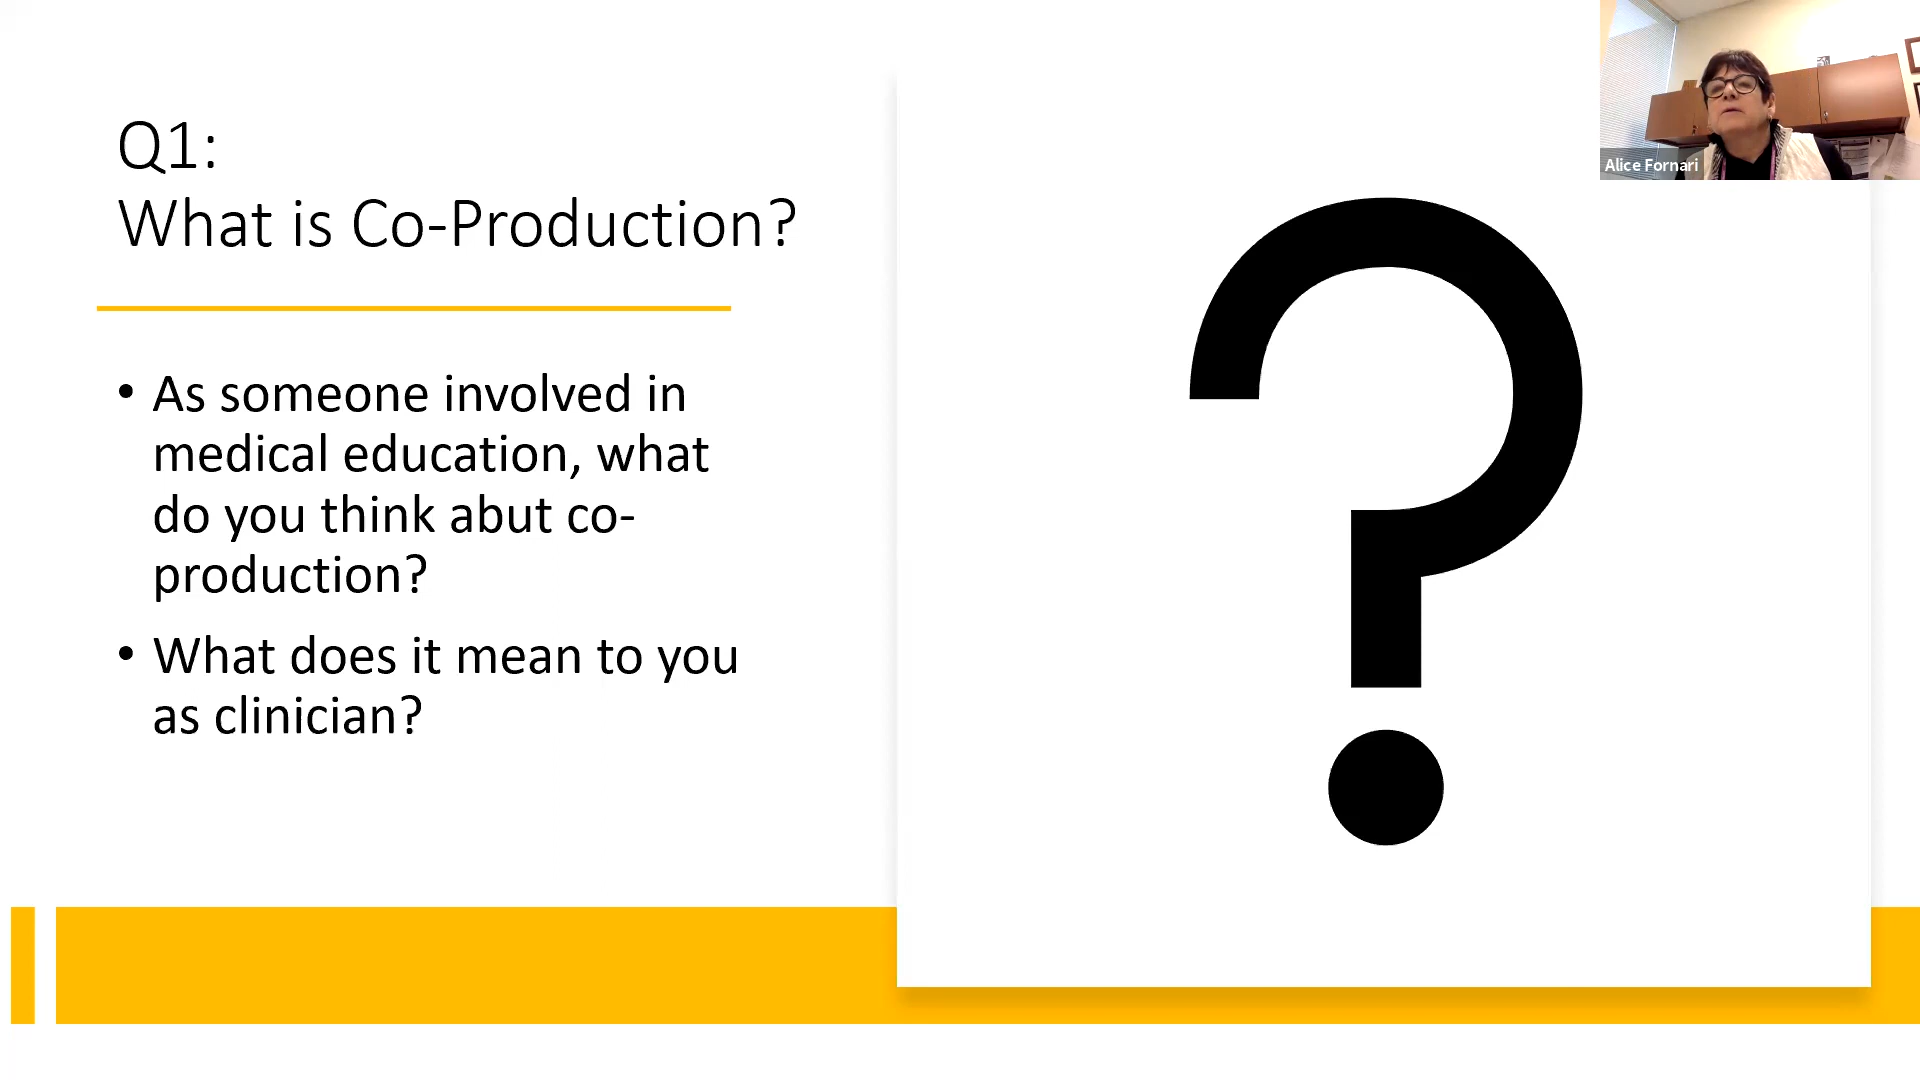 Q1:
What is Co-Production?
• As someone involved in
medical education, what
do you think abut co-
production?
• What does it mean to you
as clinician?
Alice Fornari